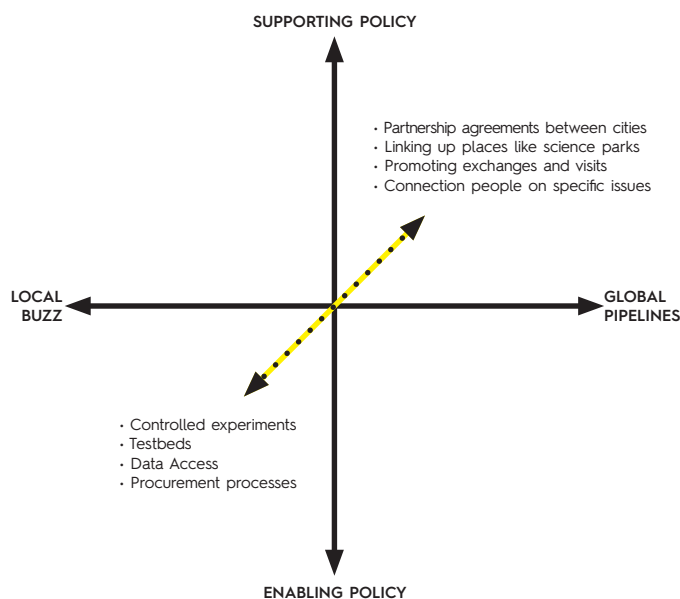 SUPPORTING POLICY
· Partnership agreements between cities
· Linking up places like science parks
· Promoting exchanges and visits
· Connection people on specific issues
LOCAL
BUZZ
GLOBAL
PIPELINES
· Controlled experiments
· Testbeds
· Data Access
· Procurement processes
ENABLING POLICY